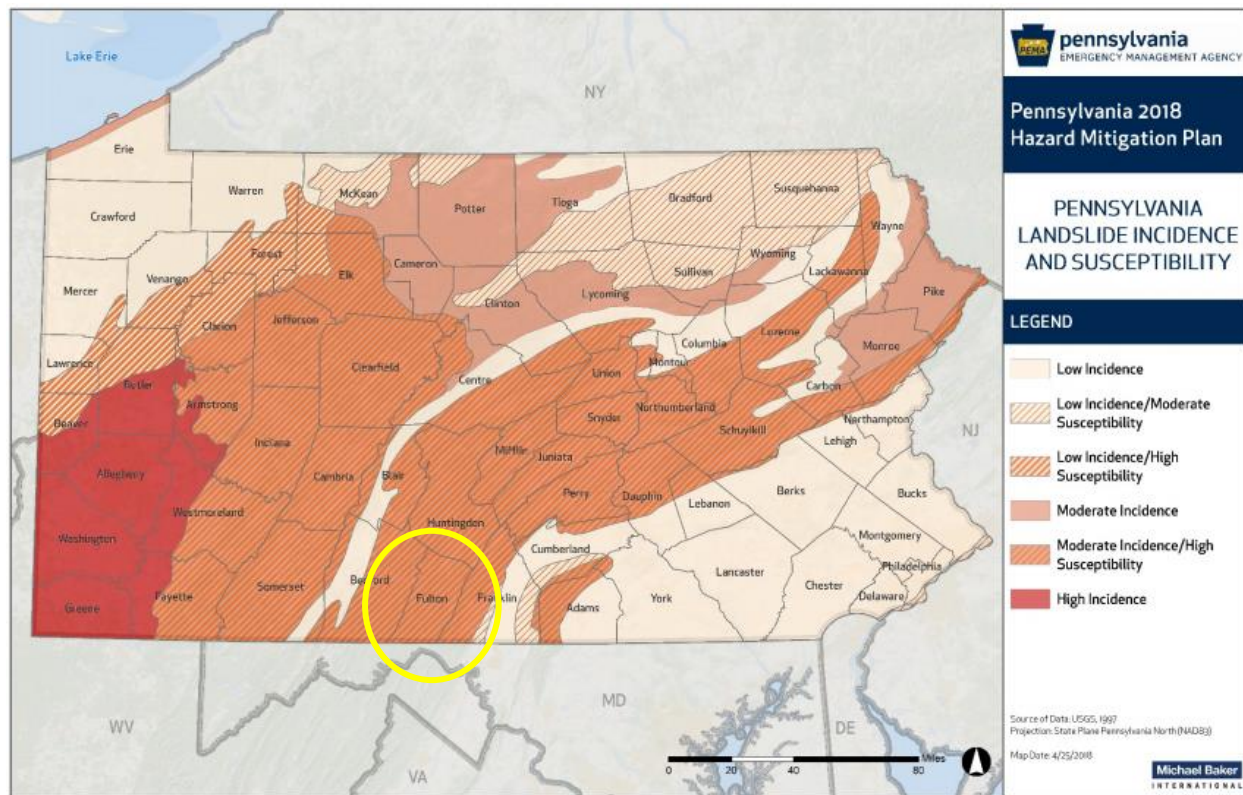 Lake Erie
NY
Erie
Warren
McKean
Potter
Tioga
Bradford
Susquehanna
Crawford
Wayne
Forest
Wyoming
Cameron
Lackawanna
Venango
Elk
Sullivan
Mercer
Lycoming
Pike
Clinton
Clarion
Jefferson
Luzerne
Columbia
Monroe
Lawrence
Clearfield
Montour
Centre
Union
Butler
Carbon
Armstrong
Northumberland
Northampton
Beaver
Snyder
Schuylkill
NJ
Indiana
Lehigh
Mifflin
Juniata
Allegheny
Cambria
Blair
Berks
Perry
Dauphin
Bucks
Lebanon
Westmoreland
Huntingdon
Montgomery
Washington
Cumberland
Philadelphia
Lancaster
Bedford
Somerset
Chester
Fayette
Fulton
Franklin
York
Delaware
Greene
Adams
WV
MD
DE
VA
Miles
0 20 40 80
PEMA
pennsylvania
EMERGENCY MANAGEMENT AGENCY
Pennsylvania 2018
Hazard Mitigation Plan
PENNSYLVANIA
LANDSLIDE INCIDENCE
AND SUSCEPTIBILITY
LEGEND
Low Incidence
Low Incidence/Moderate
Susceptibility
Low Incidence/High
Susceptibility
Moderate Incidence
Moderate Incidence/High
Susceptibility
High Incidence
Source of Data: USGS, 1997
Projection: State Plane Pennsylvania North (NAD83)
Map Date: 4/25/2018
Michael Baker
INTERNATIONAL